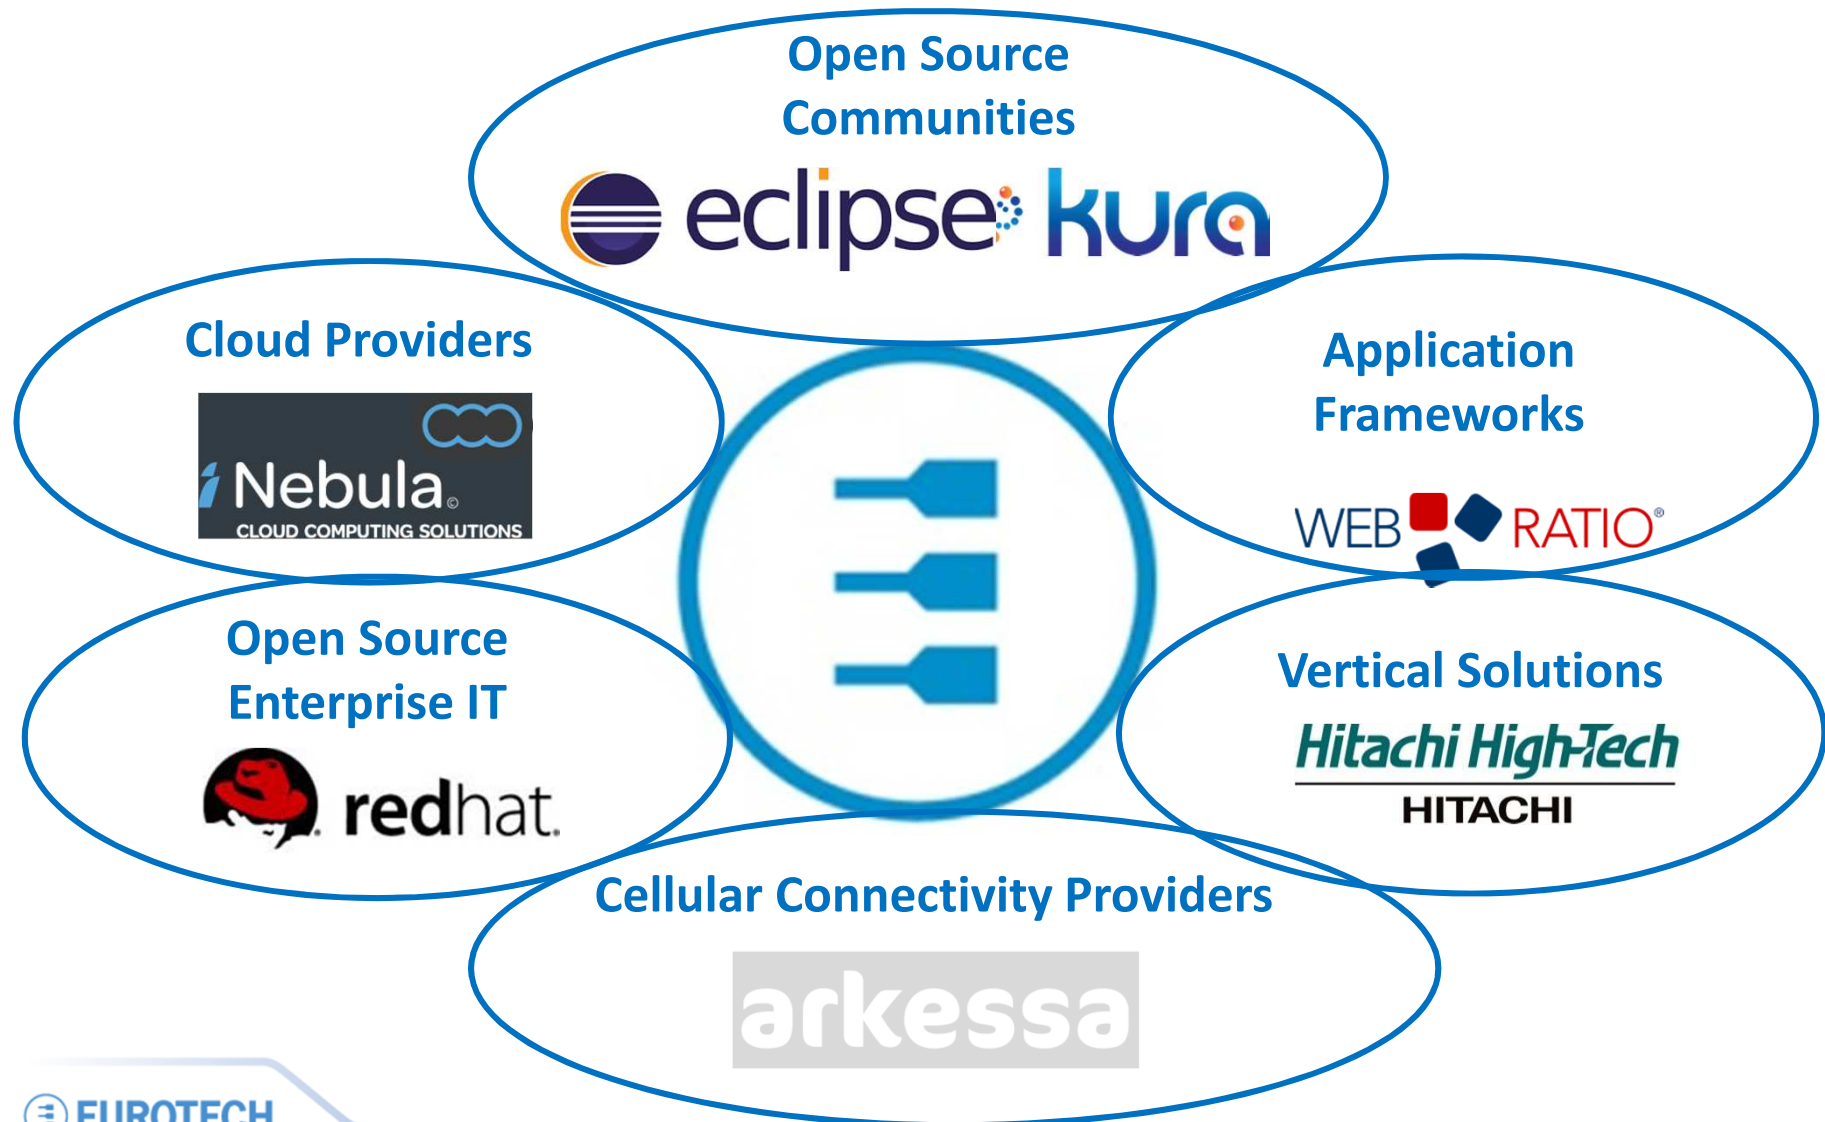 Open Source
Communities
eclipse kura
Cloud Providers
iNebula©
CLOUD COMPUTING SOLUTIONS
Application
Frameworks
WEB RATIO®
Open Source
Enterprise IT
redhat.
Vertical Solutions
Hitachi High-Tech
HITACHI
Cellular Connectivity Providers
arkessa
EUROTECH